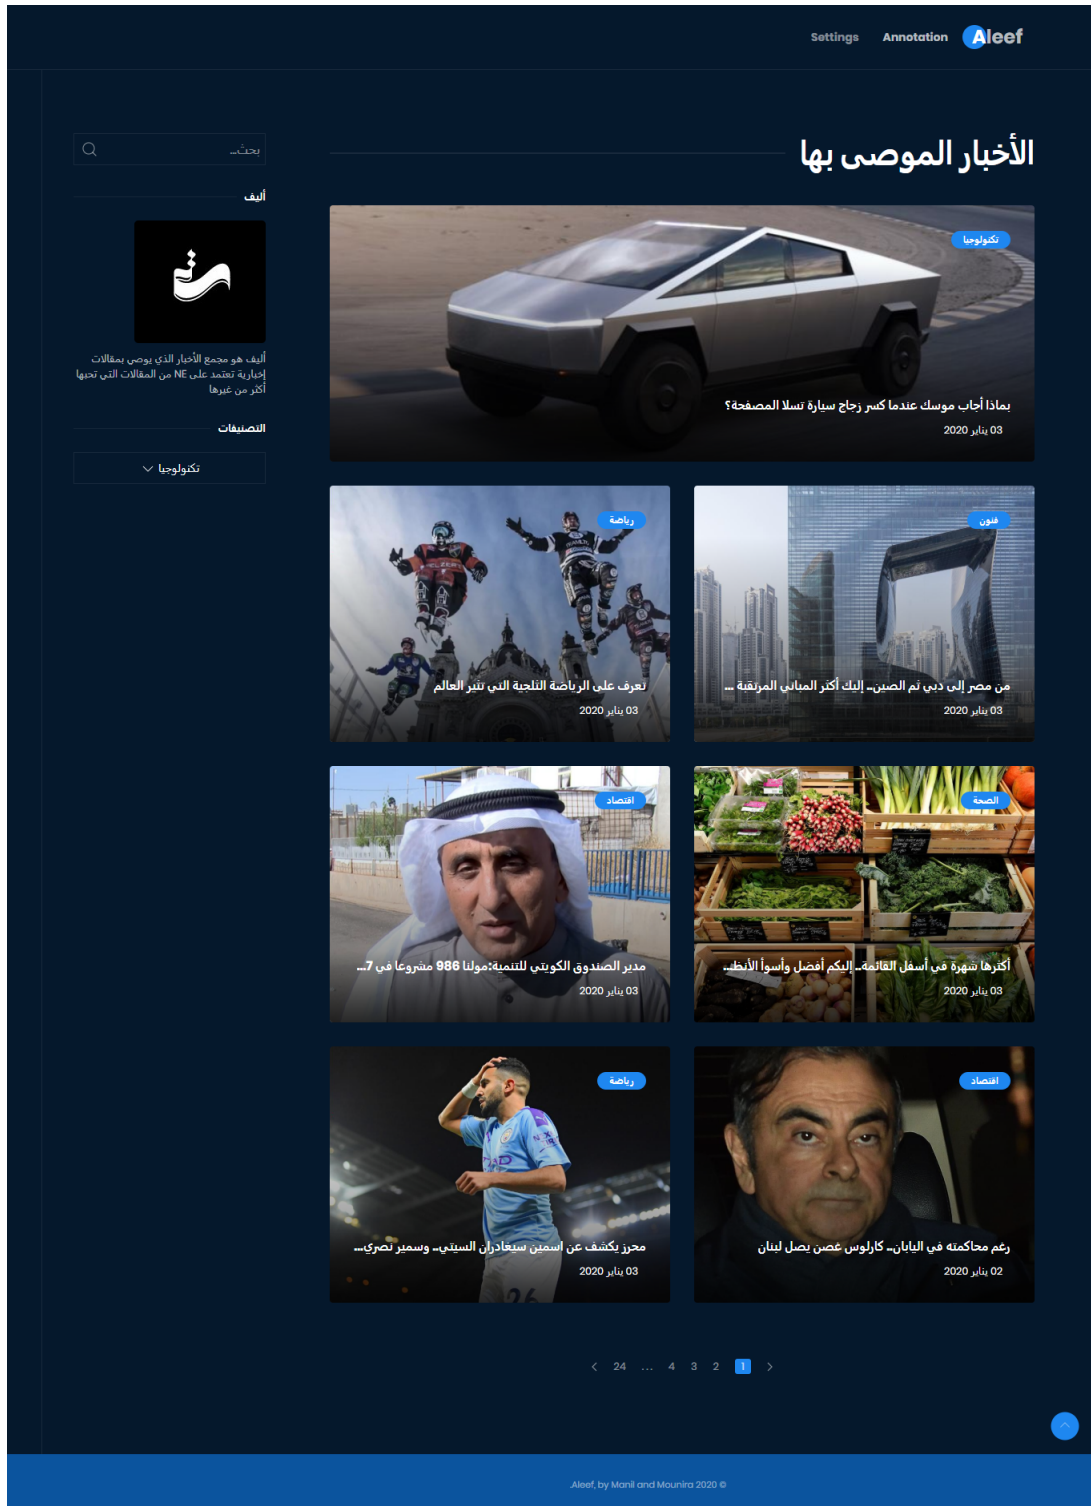 Aleef
Annotation
Settings
الأخبار الموصى بها
تكنولوجيا
بماذا أجاب موسك عندما كسر زجاج سيارة تسلا المصفحة؟
03 يناير 2020
فنون
من مصر إلى دبي ثم الصين.. إليك أكثر المباني المرتقبة ...
03 يناير 2020
رياضة
تعرف على الرياضة الثلجية التي تثير العالم
03 يناير 2020
الصحة
أكثرها شهرة في أسفل القائمة.. إليكم أفضل وأسوأ الأنظ...
03 يناير 2020
اقتصاد
مدير الصندوق الكويتي للتنمية:مولنا 986 مشروعا في 7...
03 يناير 2020
اقتصاد
رغم محاكمته في اليابان.. كارلوس غصن يصل لبنان
02 يناير 2020
رياضة
محرز يكشف عن اسمين سيغادران السيتي.. وسمير نصري...
03 يناير 2020
1 2 3 4 ... 24
بحث...
أليف
أليف هو مجمع الأخبار الذي يوصي بمقالات
إخبارية تعتمد على NE من المقالات التي تحبها
أكثر من غيرها
التصنيفات
تكنولوجيا
.Aleef, by Manil and Mounira 2020 ©